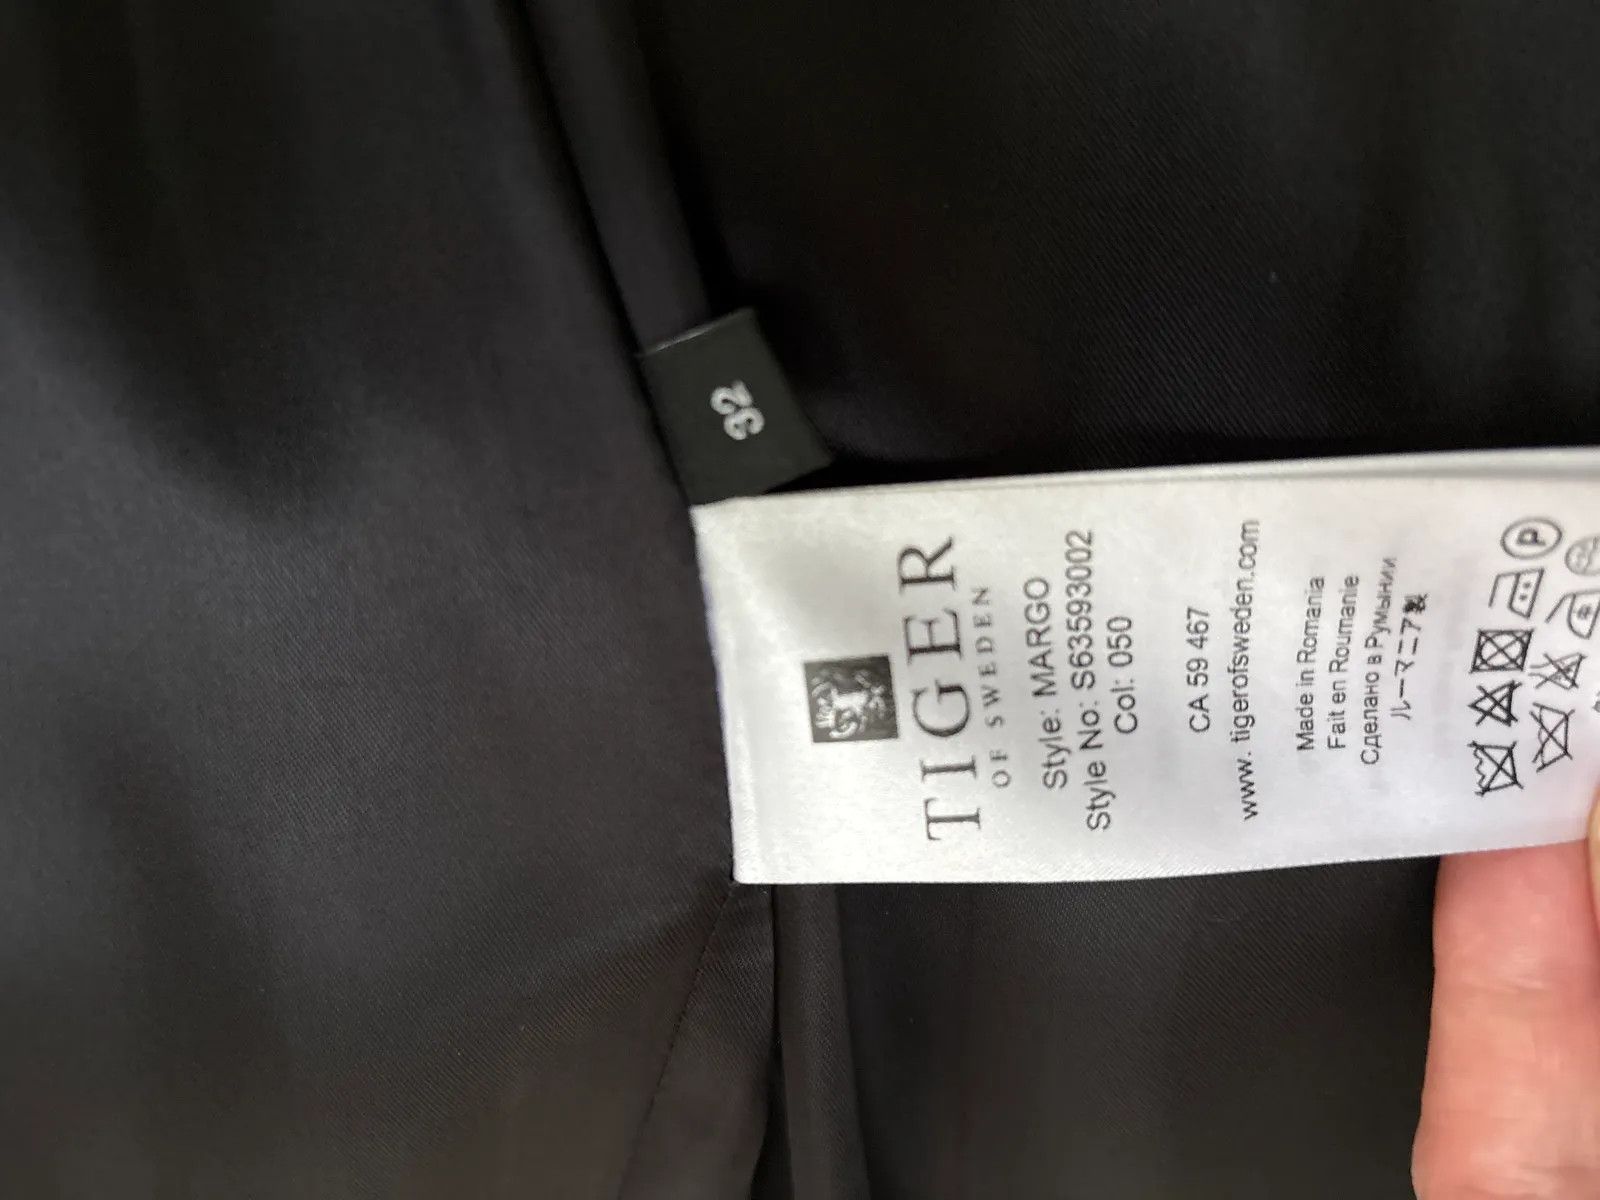 32
TIGER
OF SWEDEN
Style: MARGO
Style No: S63593002
Col: 050
CA 59 467
www.tigerofsweden.com
Made in Romania
Fait en Roumanie
Сделано в Румынии
ルーマニア製
P